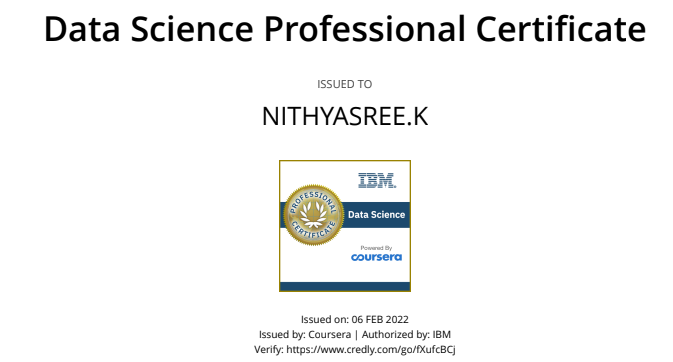 Data Science Professional Certificate
ISSUED TO
NITHYASREE.K
IBM
PROFESSIONAL
CERTIFICATE
Data Science
Powered By
coursera
Issued on: 06 FEB 2022
Issued by: Coursera | Authorized by: IBM
Verify: https://www.credly.com/go/fXufcBCj